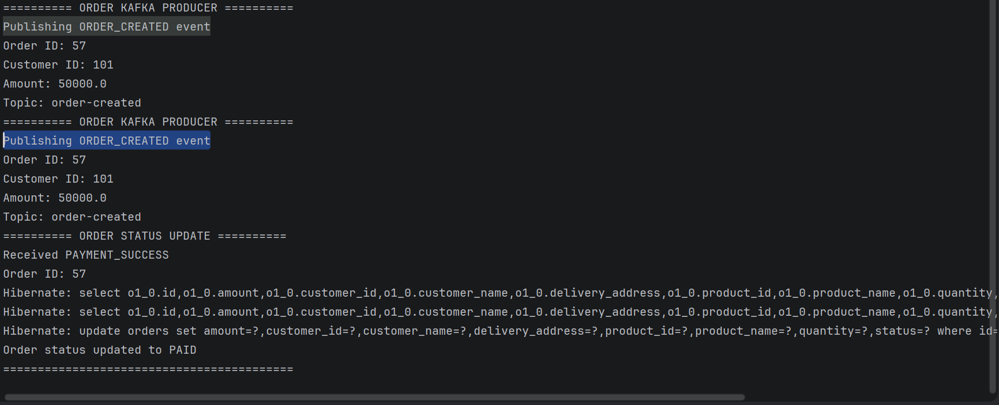 ========== ORDER KAFKA PRODUCER ==========
Publishing ORDER_CREATED event
Order ID: 57
Customer ID: 101
Amount: 50000.0
Topic: order-created
========== ORDER KAFKA PRODUCER ==========
Publishing ORDER_CREATED event
Order ID: 57
Customer ID: 101
Amount: 50000.0
Topic: order-created
========== ORDER STATUS UPDATE ==========
Received PAYMENT_SUCCESS
Order ID: 57
Hibernate: select o1_0.id,o1_0.amount,o1_0.customer_id,o1_0.customer_name,o1_0.delivery_address,o1_0.product_id,o1_0.product_name,o1_0.quantity,
Hibernate: select o1_0.id,o1_0.amount,o1_0.customer_id,o1_0.customer_name,o1_0.delivery_address,o1_0.product_id,o1_0.product_name,o1_0.quantity,
Hibernate: update orders set amount=?,customer_id=?,customer_name=?,delivery_address=?,product_id=?,product_name=?,quantity=?,status=? where id=
Order status updated to PAID
==========================================